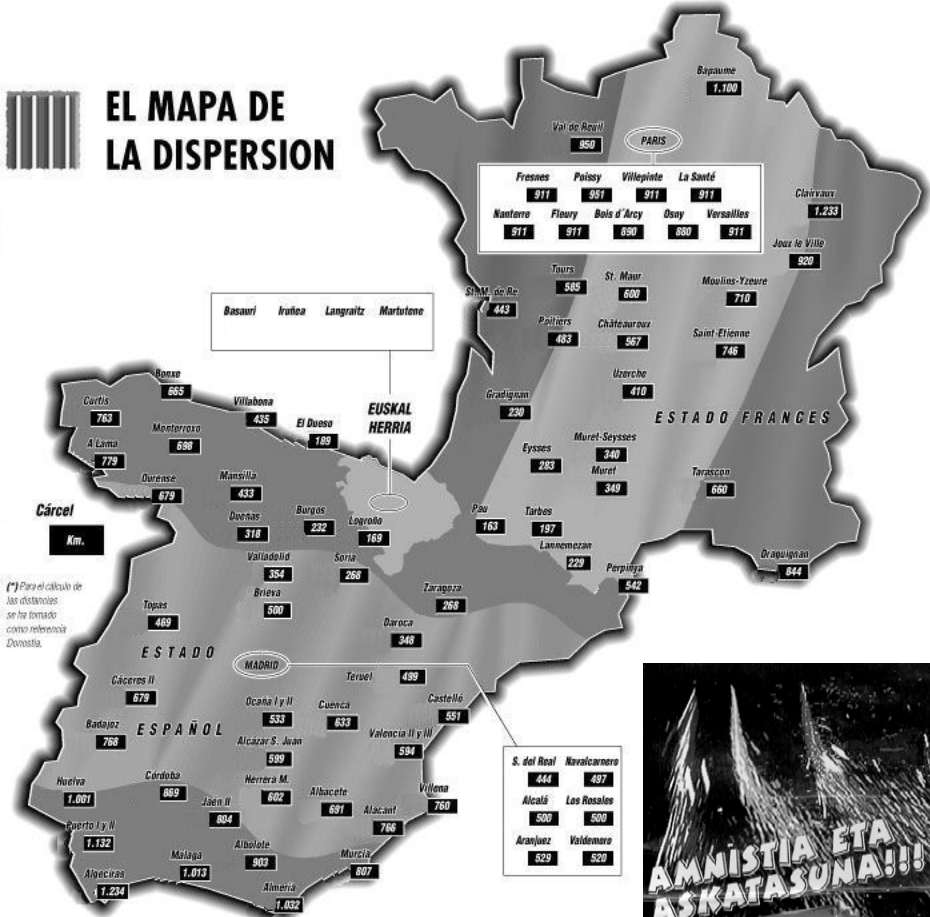 EL MAPA DE
LA DISPERSION
Bapaume
1.100
Val de Reuil
950
PARIS
Fresnes Poissy Villepinte La Santé
911 951 911 911
Nanterre Fleury Bois d'Arcy Osny Versailles
911 911 890 880 911
Clairvaux
1.233
Joux le Ville
920
Tours
585
St. Maur
600
Moulins-Yzeure
710
St. M. de Re
443
Poitiers
483
Châteauroux
567
Saint-Etienne
746
Basauri Iruñea Langraitz Martutene
Uzerche
410
Gradignan
230
ESTADO FRANCES
Bonxe
665
Curtis
763
Villabona
435
El Dueso
189
EUSKAL
HERRIA
Monterroxo
698
A Lama
779
Eysses
283
Muret-Seysses
340
Muret
349
Tarascon
660
Ourense
679
Mansilla
433
Dueñas
318
Burgos
232
Logroño
169
Pau
163
Tarbes
197
Lannemezan
229
Perpinya
542
Draguignan
844
Cárcel
Km.
(*) Para el cálculo de
las distancias
se ha tomado
como referencia
Donostia.
Valladolid
354
Soria
268
Brieva
500
Zaragoza
268
Topas
469
Daroca
348
ESTADO
MADRID
Teruel
499
Cáceres II
679
Ocaña I y II
533
Cuenca
633
Castelló
551
Badajoz
768
ESPAÑOL
Alcázar S. Juan
599
Valencia II y III
594
S. del Real Navalcarnero
444 497
Alcalá Los Rosales
500 500
Aranjuez Valdemoro
529 520
Huelva
1.001
Córdoba
869
Herrera M.
602
Jaén II
804
Albacete
691
Villena
760
Alacant
766
Puerto I y II
1.132
Albolote
903
Murcia
807
Málaga
1.013
Algeciras
1.234
Almería
1.032
AMNISTIA ETA
ASKATASUNA!!!